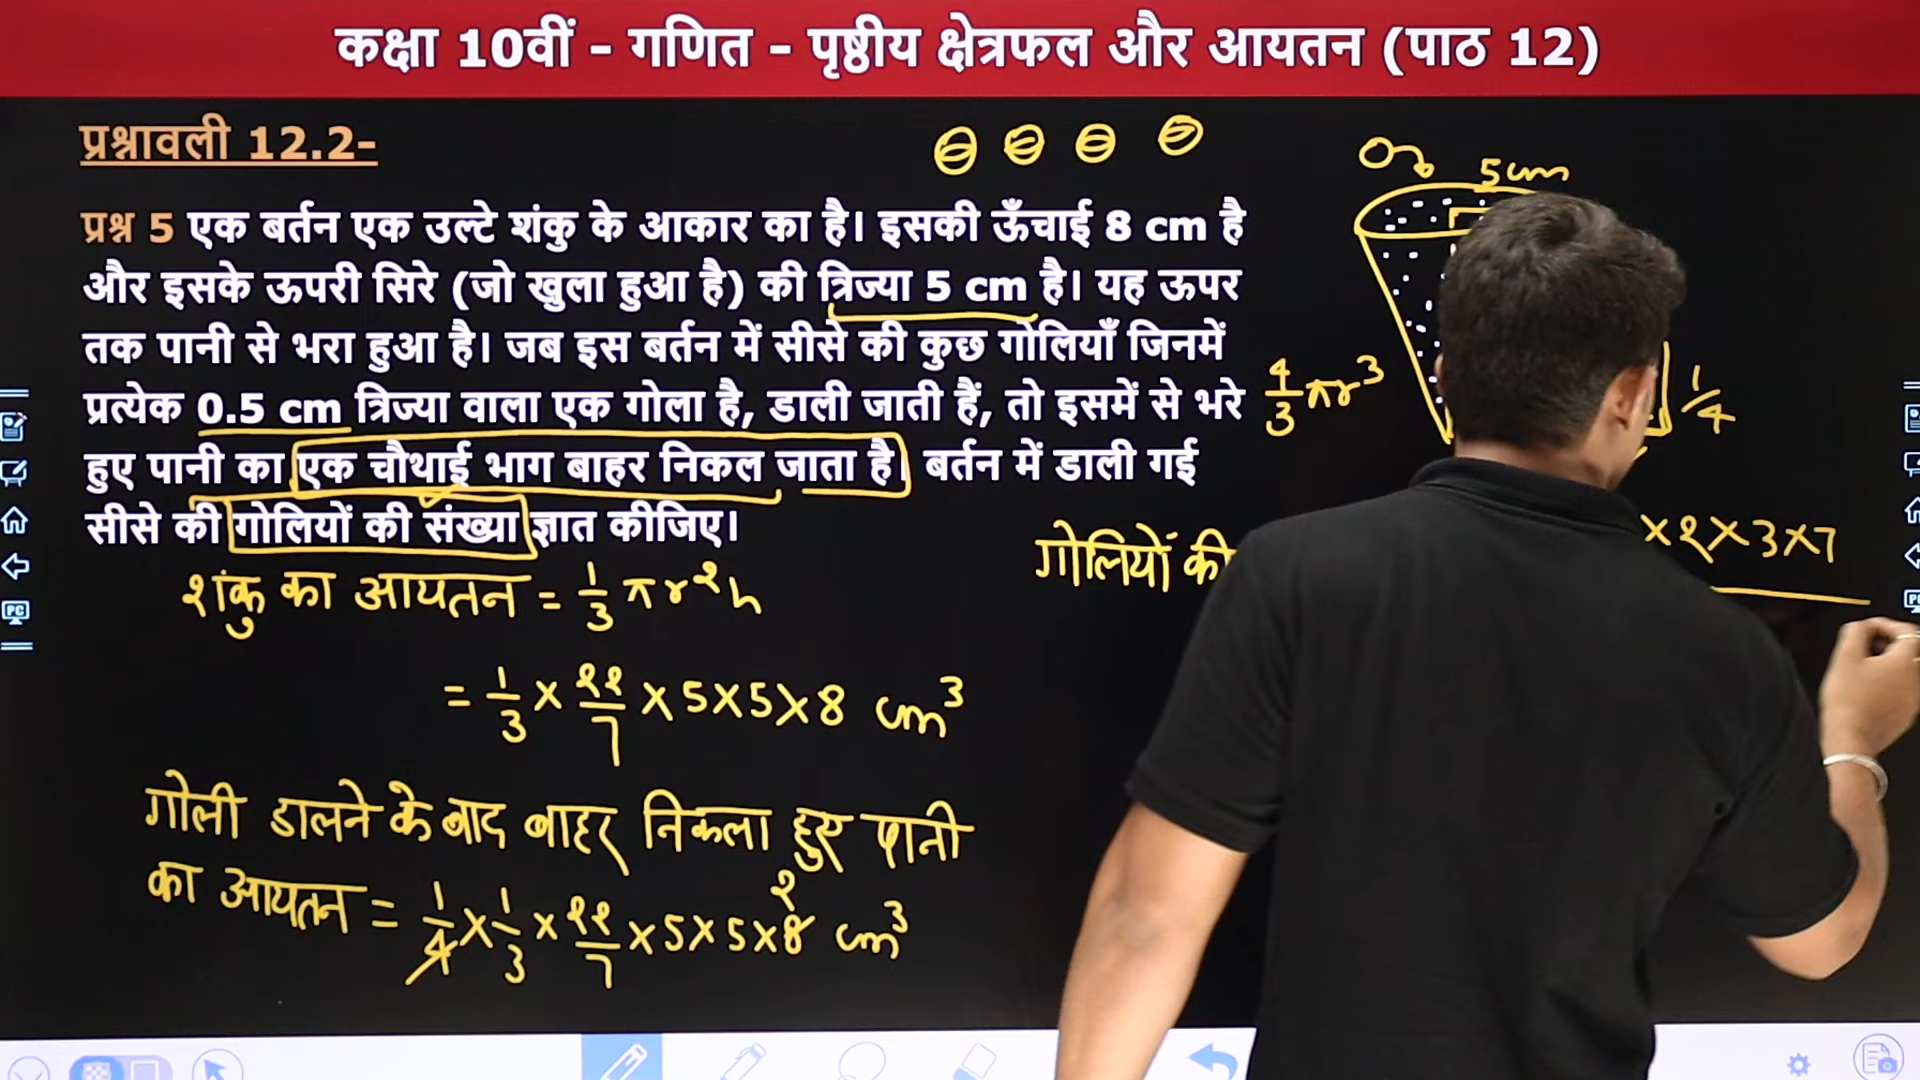 कक्षा 10वीं - गणित - पृष्ठीय क्षेत्रफल और आयतन (पाठ 12)
प्रश्नावली 12.2-
प्रश्न 5 एक बर्तन एक उल्टे शंकु के आकार का है। इसकी ऊँचाई 8 cm है
और इसके ऊपरी सिरे (जो खुला हुआ है) की त्रिज्या 5 cm है। यह ऊपर
तक पानी से भरा हुआ है। जब इस बर्तन में सीसे की कुछ गोलियाँ जिनमें
प्रत्येक 0.5 cm त्रिज्या वाला एक गोला है, डाली जाती हैं, तो इसमें से भरे
हुए पानी का एक चौथाई भाग बाहर निकल जाता है। बर्तन में डाली गई
सीसे की गोलियों की संख्या ज्ञात कीजिए।
शंकु का आयतन = 1/3 πr²h
= 1/3 × 22/7 × 5×5×8 cm³
गोली डालने के बाद बाहर निकला हुए पानी
का आयतन = 1/4 × 1/3 × 22/7 × 5×5×8 2 cm³
5cm
4/3 πr³
1/4
गोलियों की
×2×3×7
PC